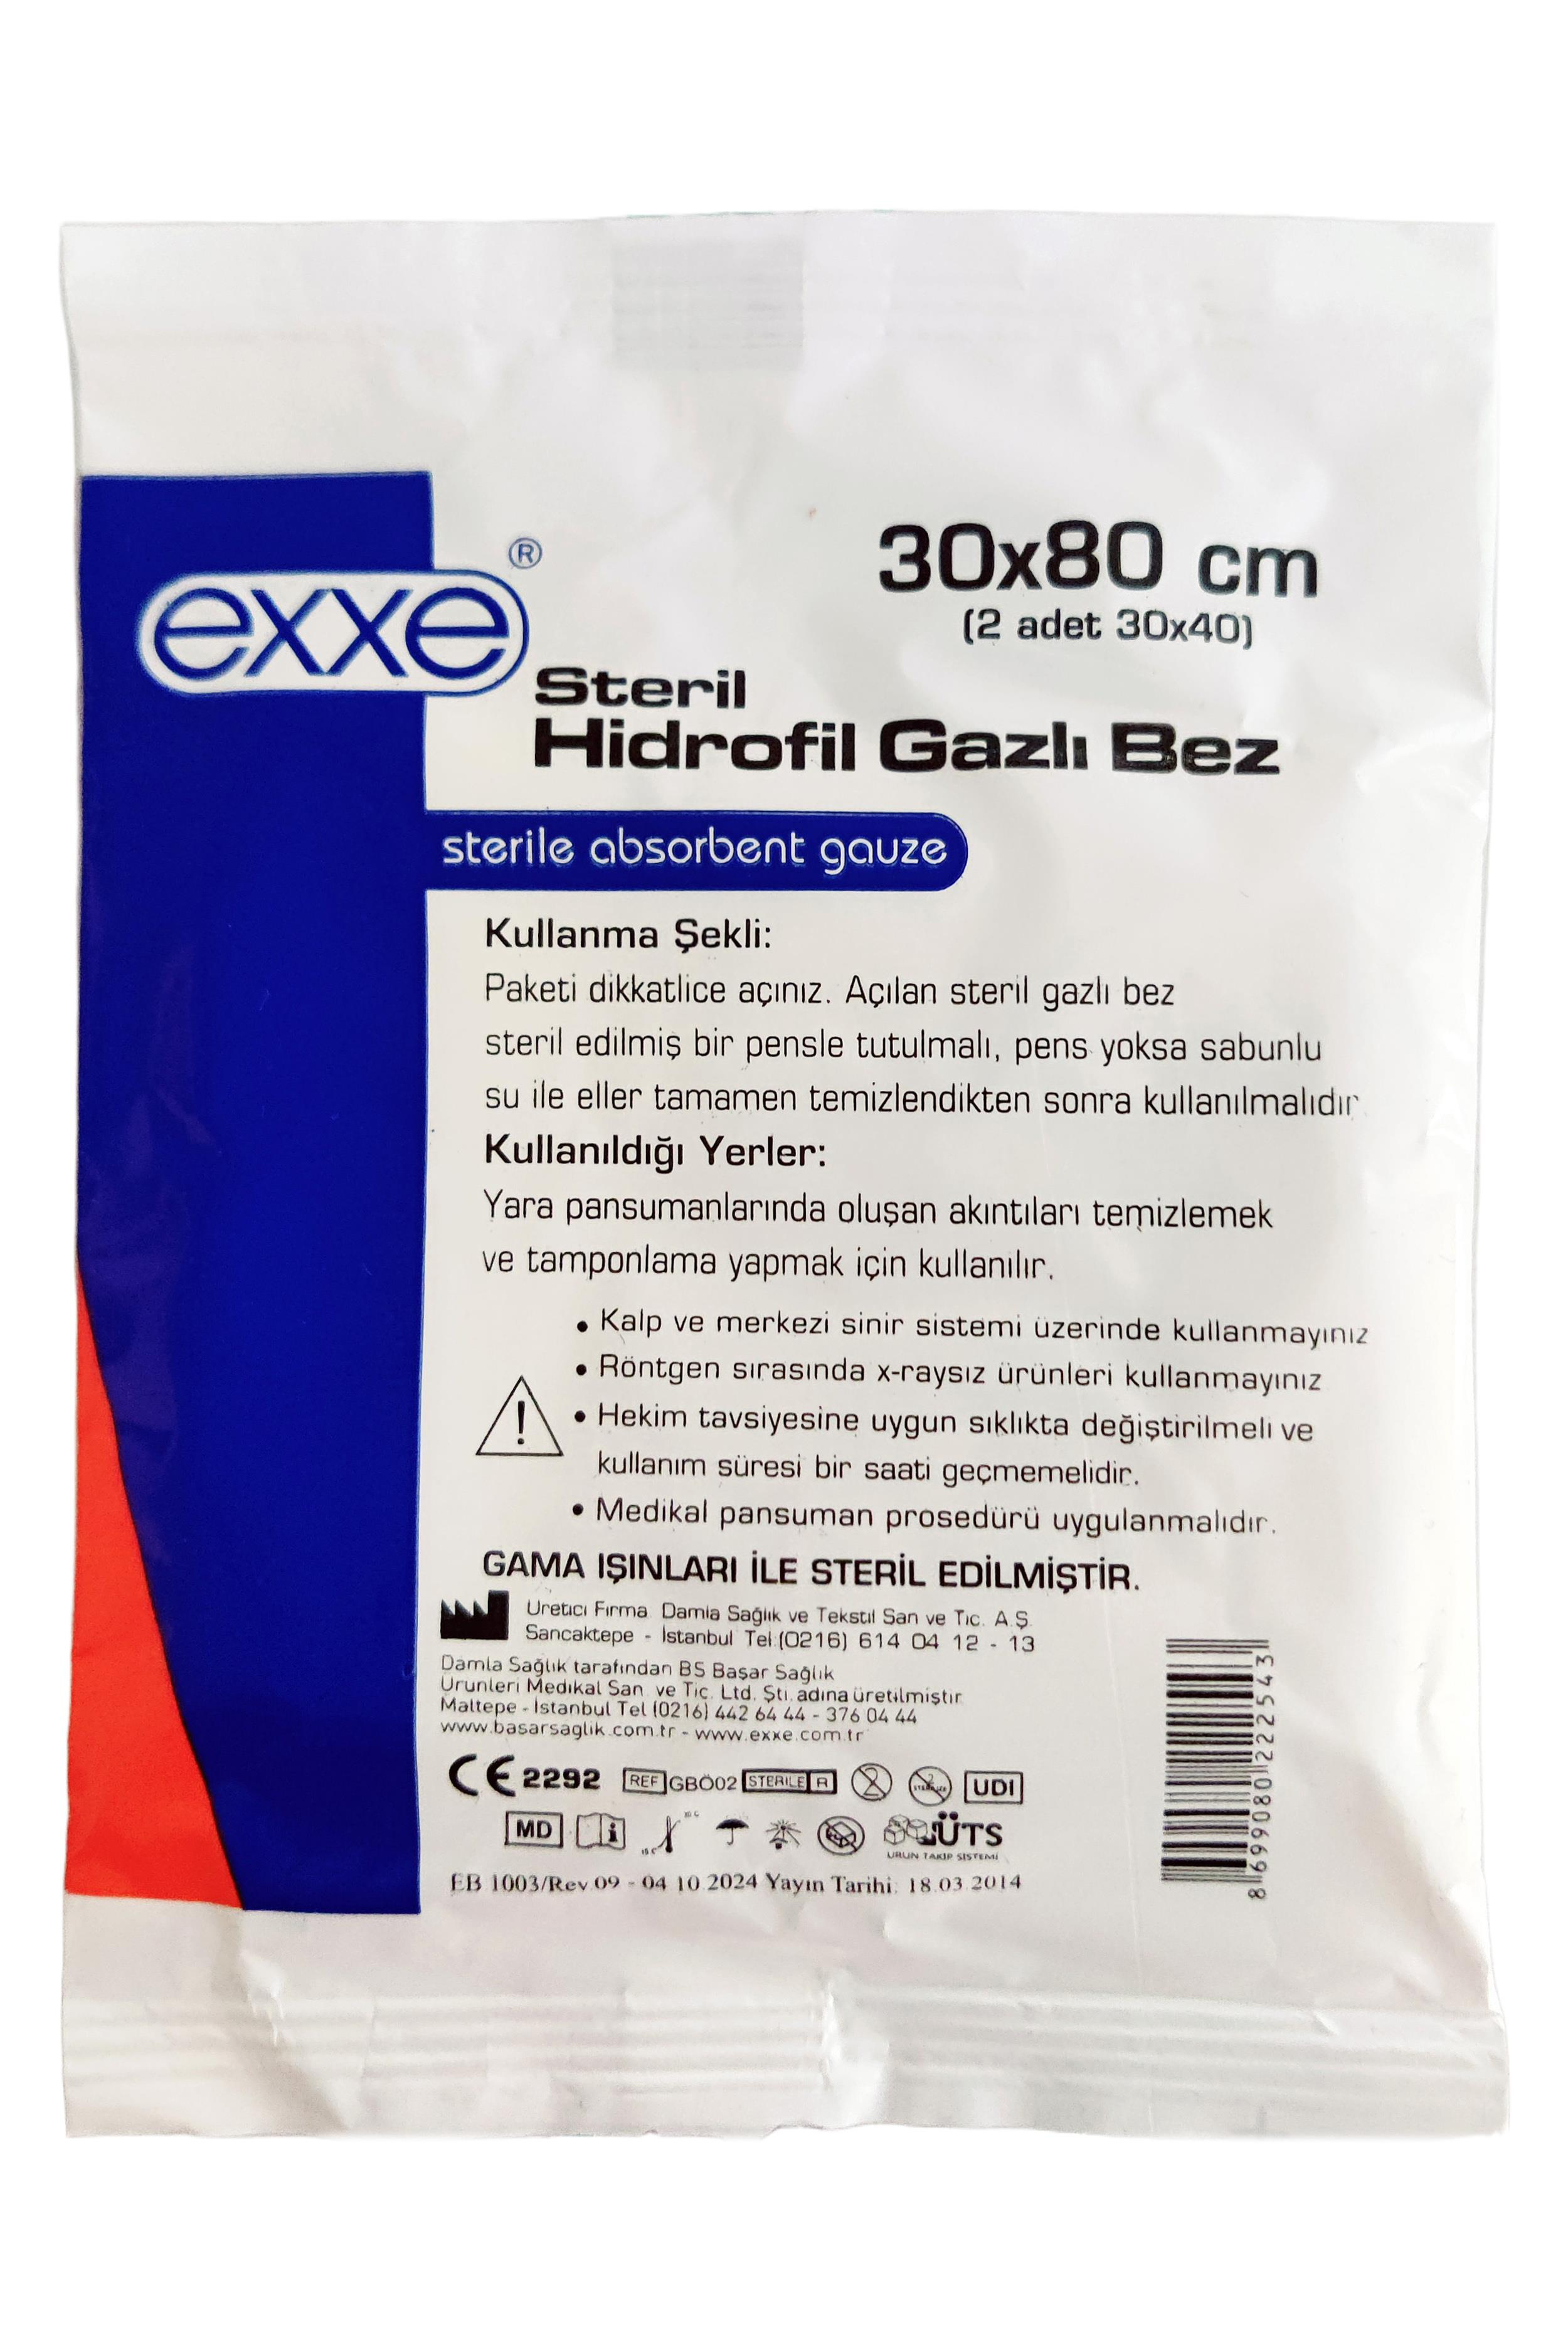 exxe®
30x80 cm
(2 adet 30x40)
Steril
Hidrofil Gazlı Bez
sterile absorbent gauze
Kullanma Şekli:
Paketi dikkatlice açınız. Açılan steril gazlı bez
steril edilmiş bir pensle tutulmalı, pens yoksa sabunlu
su ile eller tamamen temizlendikten sonra kullanılmalıdır
Kullanıldığı Yerler:
Yara pansumanlarında oluşan akıntıları temizlemek
ve tamponlama yapmak için kullanılır.
• Kalp ve merkezi sinir sistemi üzerinde kullanmayınız
• Röntgen sırasında x-raysız ürünleri kullanmayınız
• Hekim tavsiyesine uygun sıklıkta değiştirilmeli ve
kullanım süresi bir saati geçmemelidir.
• Medikal pansuman prosedürü uygulanmalıdır.
GAMA IŞINLARI İLE STERİL EDİLMİŞTİR.
Üretici Firma Damla Sağlık ve Tekstil San ve Tic. A.Ş.
Sancaktepe - İstanbul Tel:(0216) 614 04 12 - 13
Damla Sağlık tarafından BS Başar Sağlık
Ürünleri Medikal San. ve Tic. Ltd. Şti. adına üretilmiştir
Maltepe - İstanbul Tel (0216) 442 64 44 - 376 04 44
www.basarsaglik.com.tr - www.exxe.com.tr
CE 2292 REF GBÖ02 STERILE R 2 UDI
MD i
ÜTS
ÜRÜN TAKİP SİSTEMİ
EB 1003/Rev 09 - 04 10 2024 Yayın Tarihi: 18.03.2014
8 699080 222543